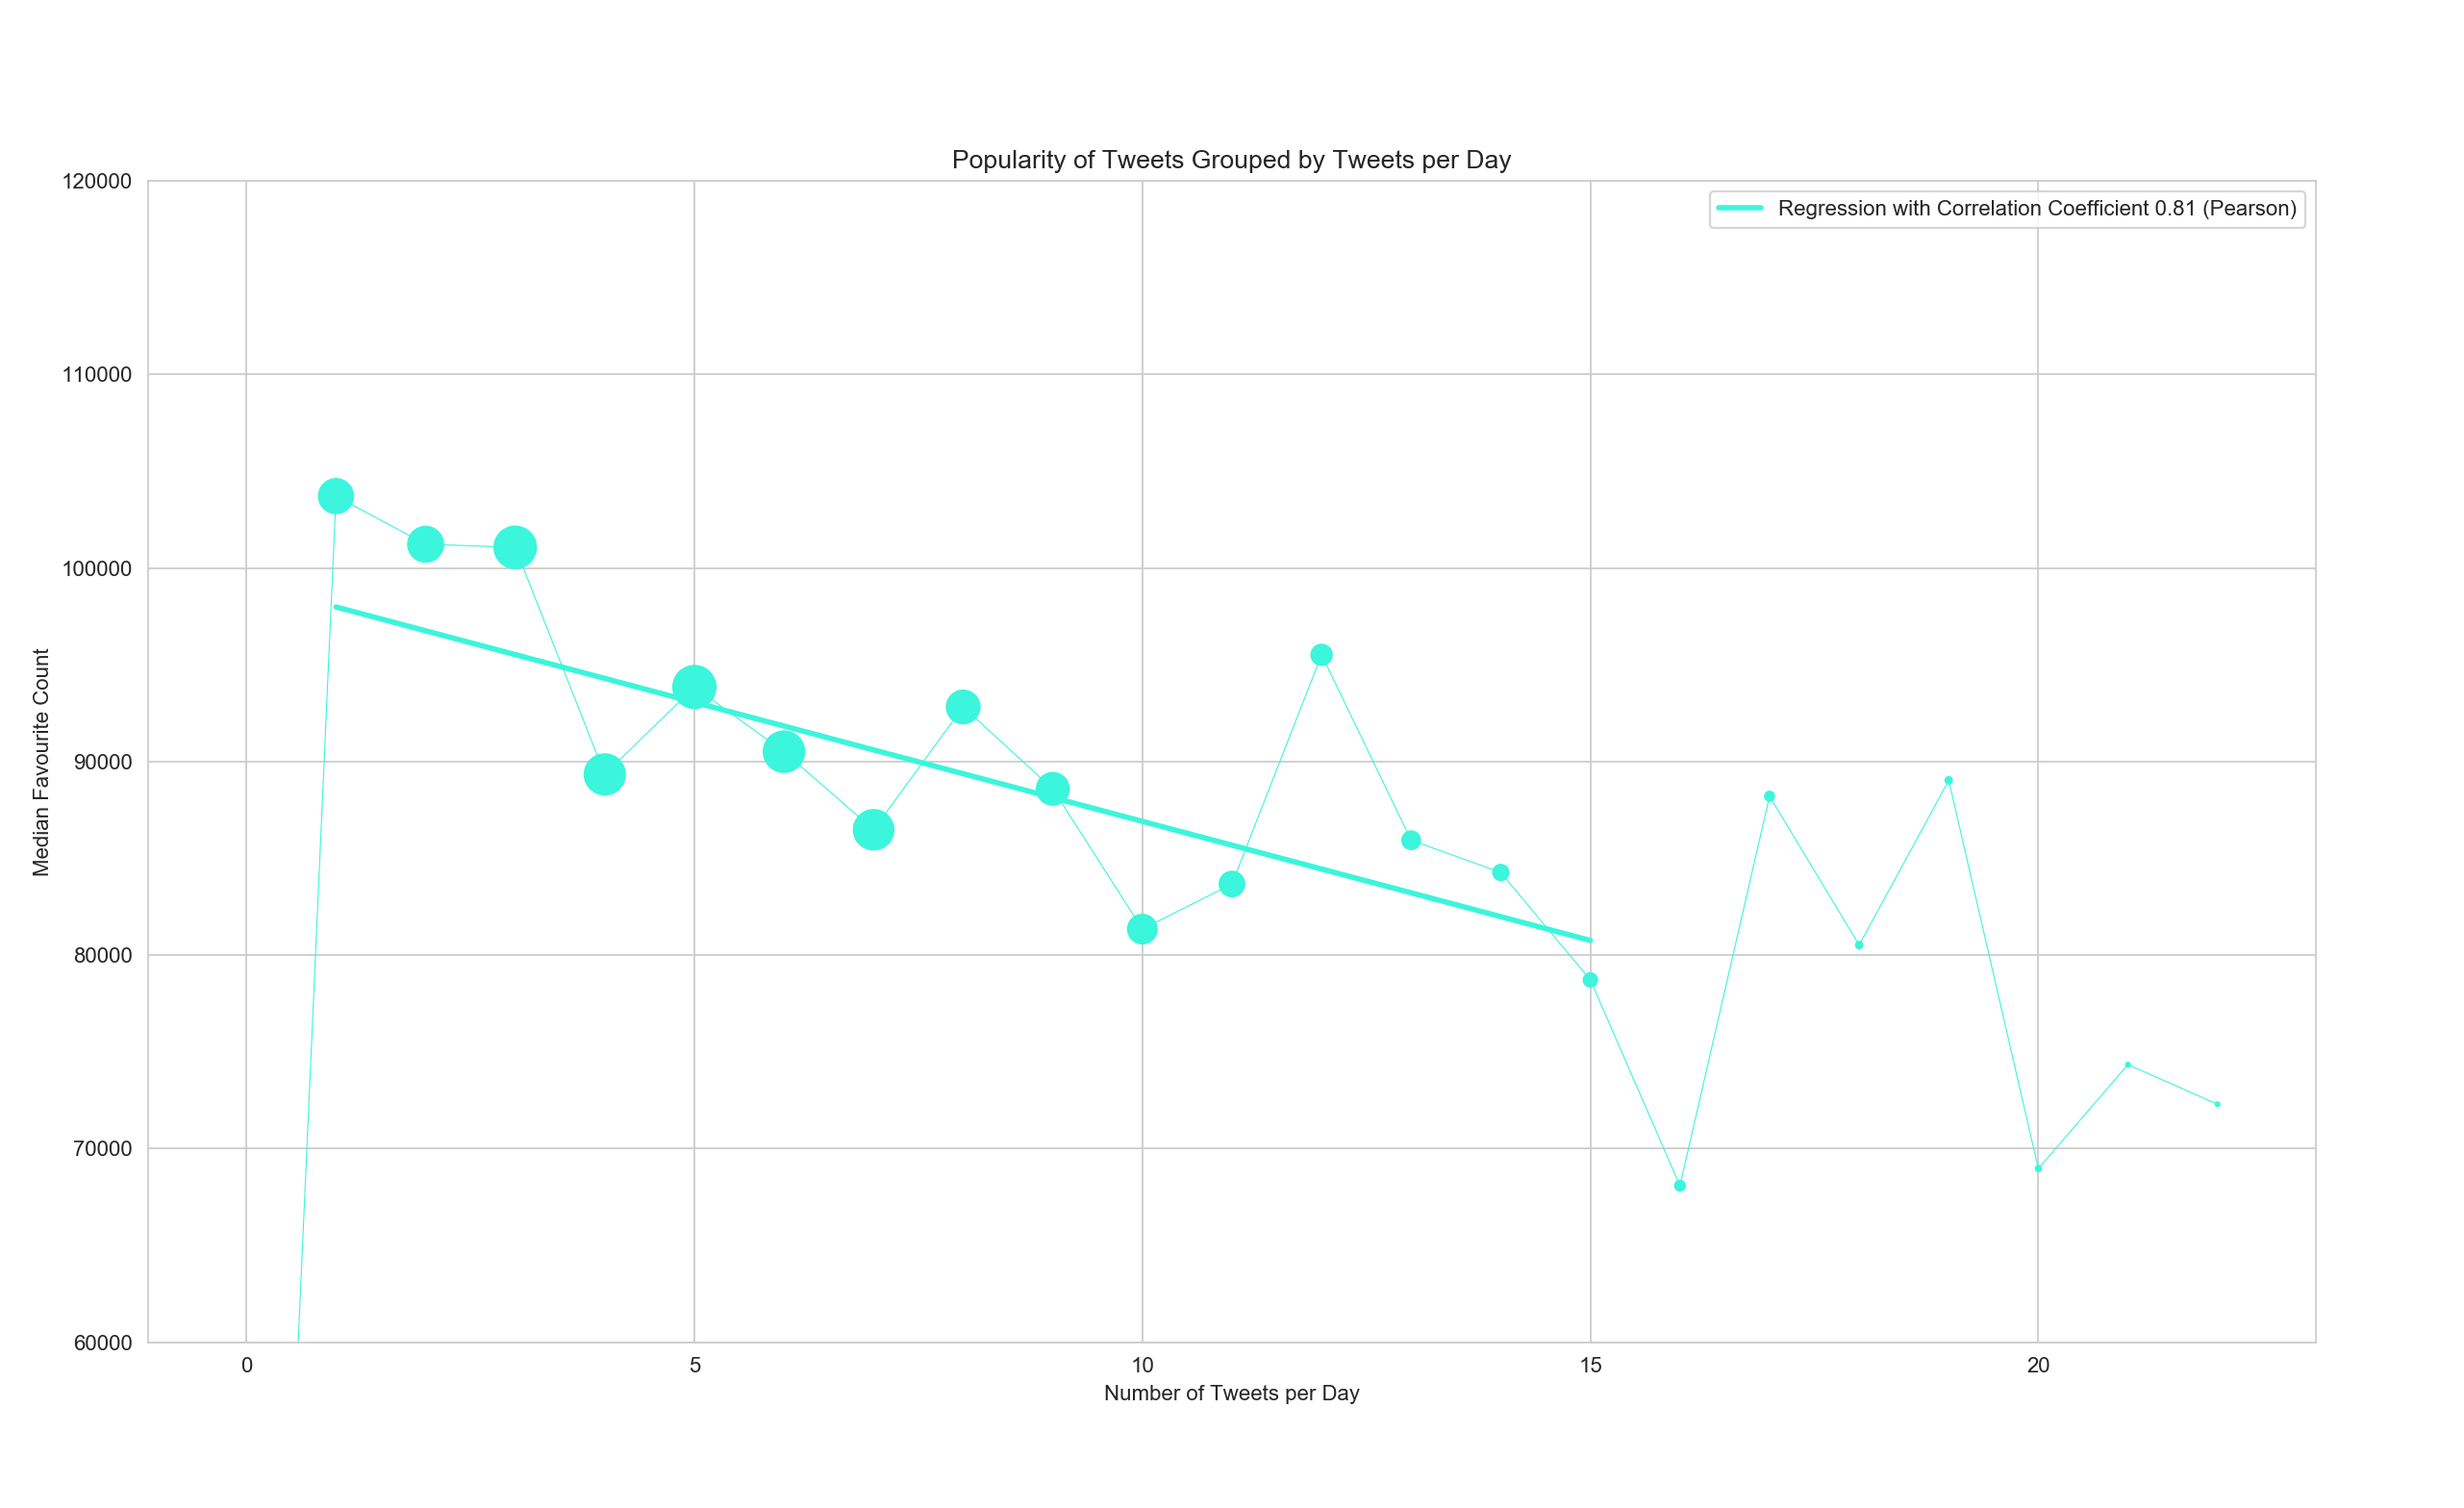 Popularity of Tweets Grouped by Tweets per Day
Regression with Correlation Coefficient 0.81 (Pearson)
120000
110000
100000
90000
80000
70000
60000
Median Favourite Count
0 5 10 15 20
Number of Tweets per Day